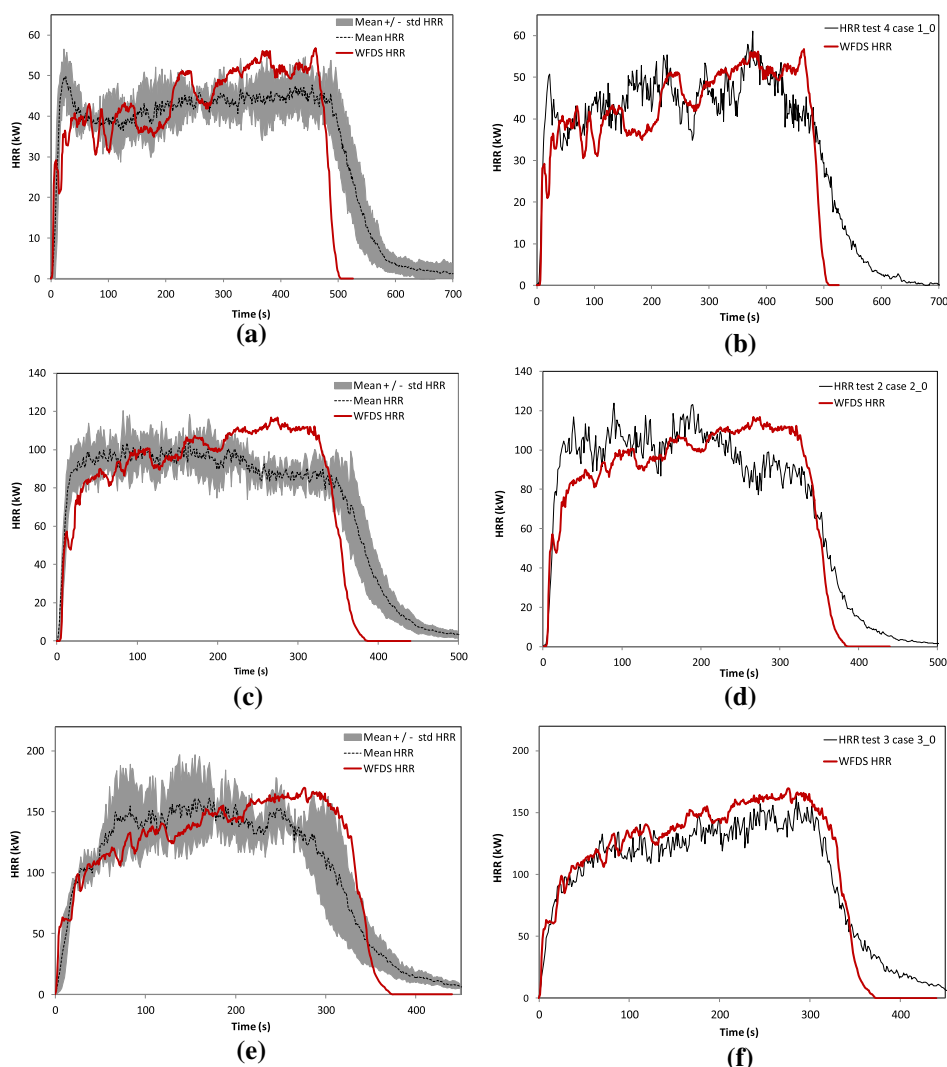 Mean +/- std HRR
Mean HRR
WFDS HRR
HRR (kW)
60
50
40
30
20
10
0
0 100 200 300 400 500 600 700
Time (s)
(a)
HRR test 4 case 1_0
WFDS HRR
HRR (kW)
60
50
40
30
20
10
0
0 100 200 300 400 500 600 700
Time (s)
(b)
Mean + / - std HRR
Mean HRR
WFDS HRR
HRR (kW)
140
120
100
80
60
40
20
0
0 100 200 300 400 500
Time (s)
(c)
HRR test 2 case 2_0
WFDS HRR
HRR (kW)
140
120
100
80
60
40
20
0
0 100 200 300 400 500
Time (s)
(d)
Mean + / - std HRR
Mean HRR
WFDS HRR
HRR (kW)
200
150
100
50
0
0 100 200 300 400
Time (s)
(e)
HRR test 3 case 3_0
WFDS HRR
HRR (kW)
200
150
100
50
0
0 100 200 300 400
Time (s)
(f)